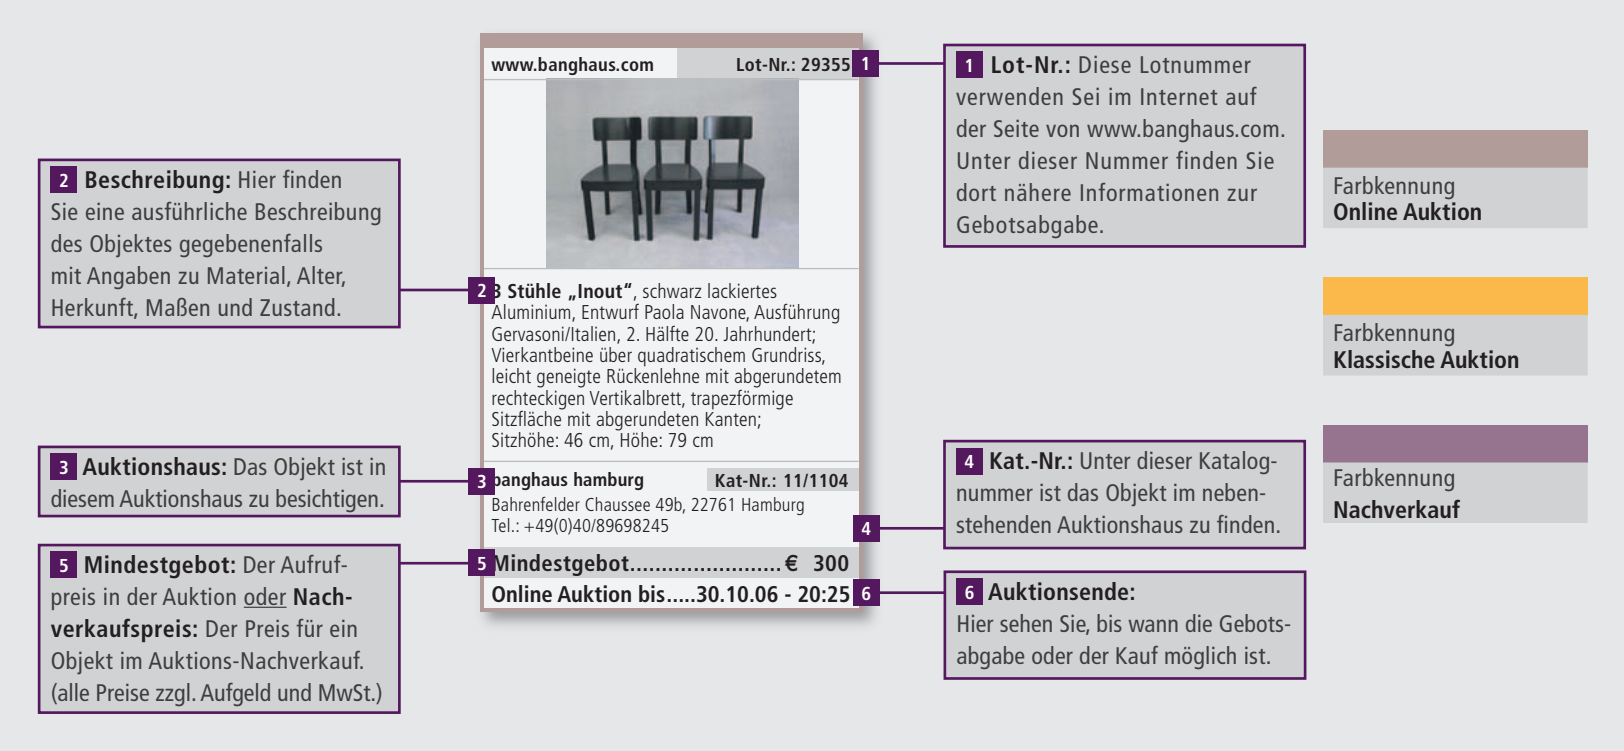 www.banghaus.com
Lot-Nr.: 29355
1
1 Lot-Nr.: Diese Lotnummer
verwenden Sei im Internet auf
der Seite von www.banghaus.com.
Unter dieser Nummer finden Sie
dort nähere Informationen zur
Gebotsabgabe.
Farbkennung
Online Auktion
2 Beschreibung: Hier finden
Sie eine ausführliche Beschreibung
des Objektes gegebenenfalls
mit Angaben zu Material, Alter,
Herkunft, Maßen und Zustand.
2
3 Stühle „Inout“, schwarz lackiertes
Aluminium, Entwurf Paola Navone, Ausführung
Gervasoni/Italien, 2. Hälfte 20. Jahrhundert;
Vierkantbeine über quadratischem Grundriss,
leicht geneigte Rückenlehne mit abgerundetem
rechteckigen Vertikalbrett, trapezförmige
Sitzfläche mit abgerundeten Kanten;
Sitzhöhe: 46 cm, Höhe: 79 cm
Farbkennung
Klassische Auktion
3 Auktionshaus: Das Objekt ist in
diesem Auktionshaus zu besichtigen.
3
banghaus hamburg
Kat-Nr.: 11/1104
Bahrenfelder Chaussee 49b, 22761 Hamburg
Tel.: +49(0)40/89698245
4
4 Kat.-Nr.: Unter dieser Katalog-
nummer ist das Objekt im neben-
stehenden Auktionshaus zu finden.
Farbkennung
Nachverkauf
5 Mindestgebot: Der Aufruf-
preis in der Auktion oder Nach-
verkaufspreis: Der Preis für ein
Objekt im Auktions-Nachverkauf.
(alle Preise zzgl. Aufgeld und MwSt.)
5
Mindestgebot........................€ 300
Online Auktion bis.....30.10.06 - 20:25
6
6 Auktionsende:
Hier sehen Sie, bis wann die Gebots-
abgabe oder der Kauf möglich ist.